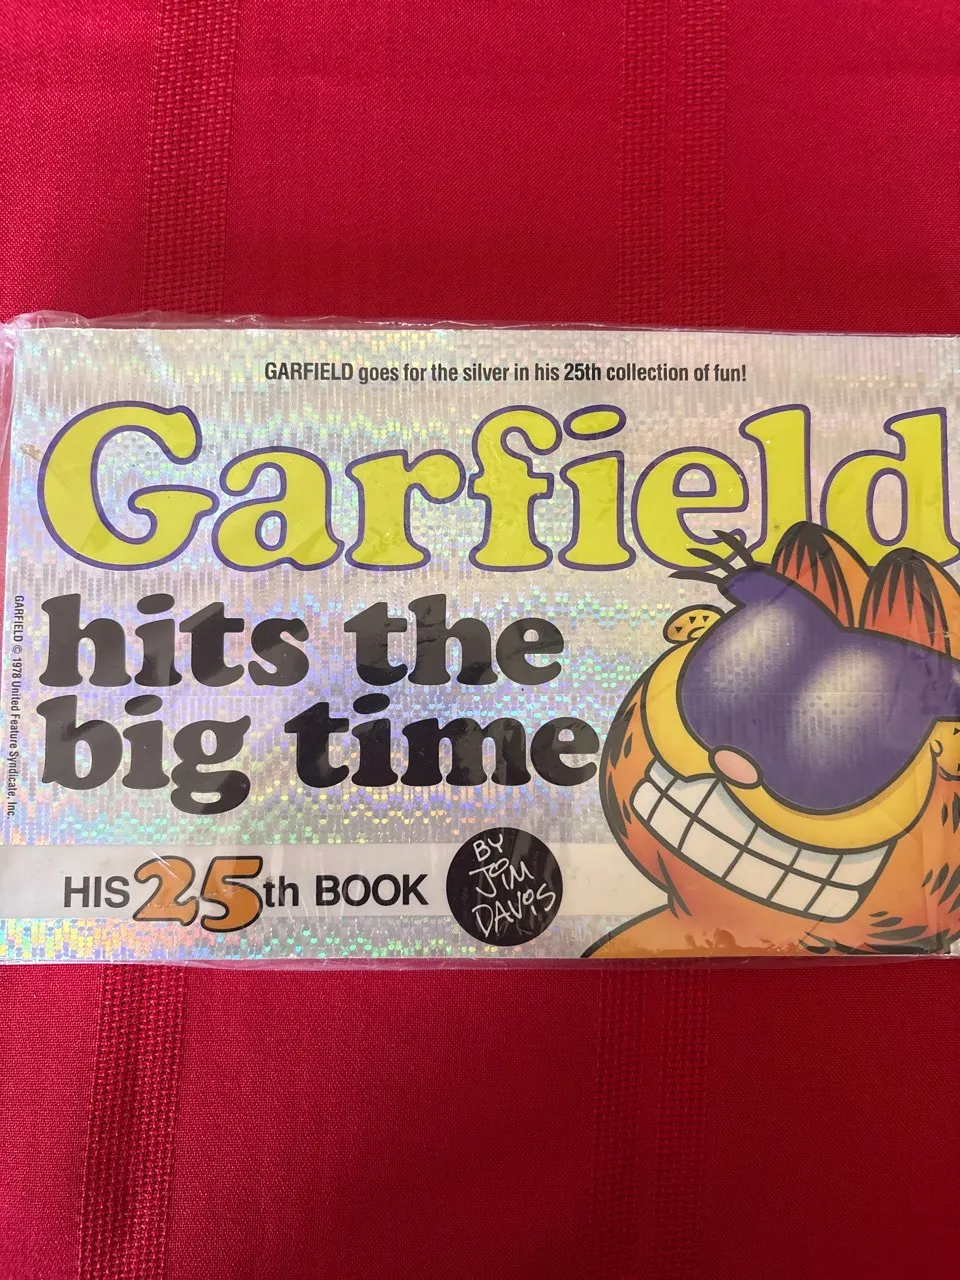 GARFIELD goes for the silver in his 25th collection of fun!
Garfield
hits the
big time
GARFIELD © 1978 United Feature Syndicate, Inc.
HIS 25th BOOK
BY
JIM
DAVIS